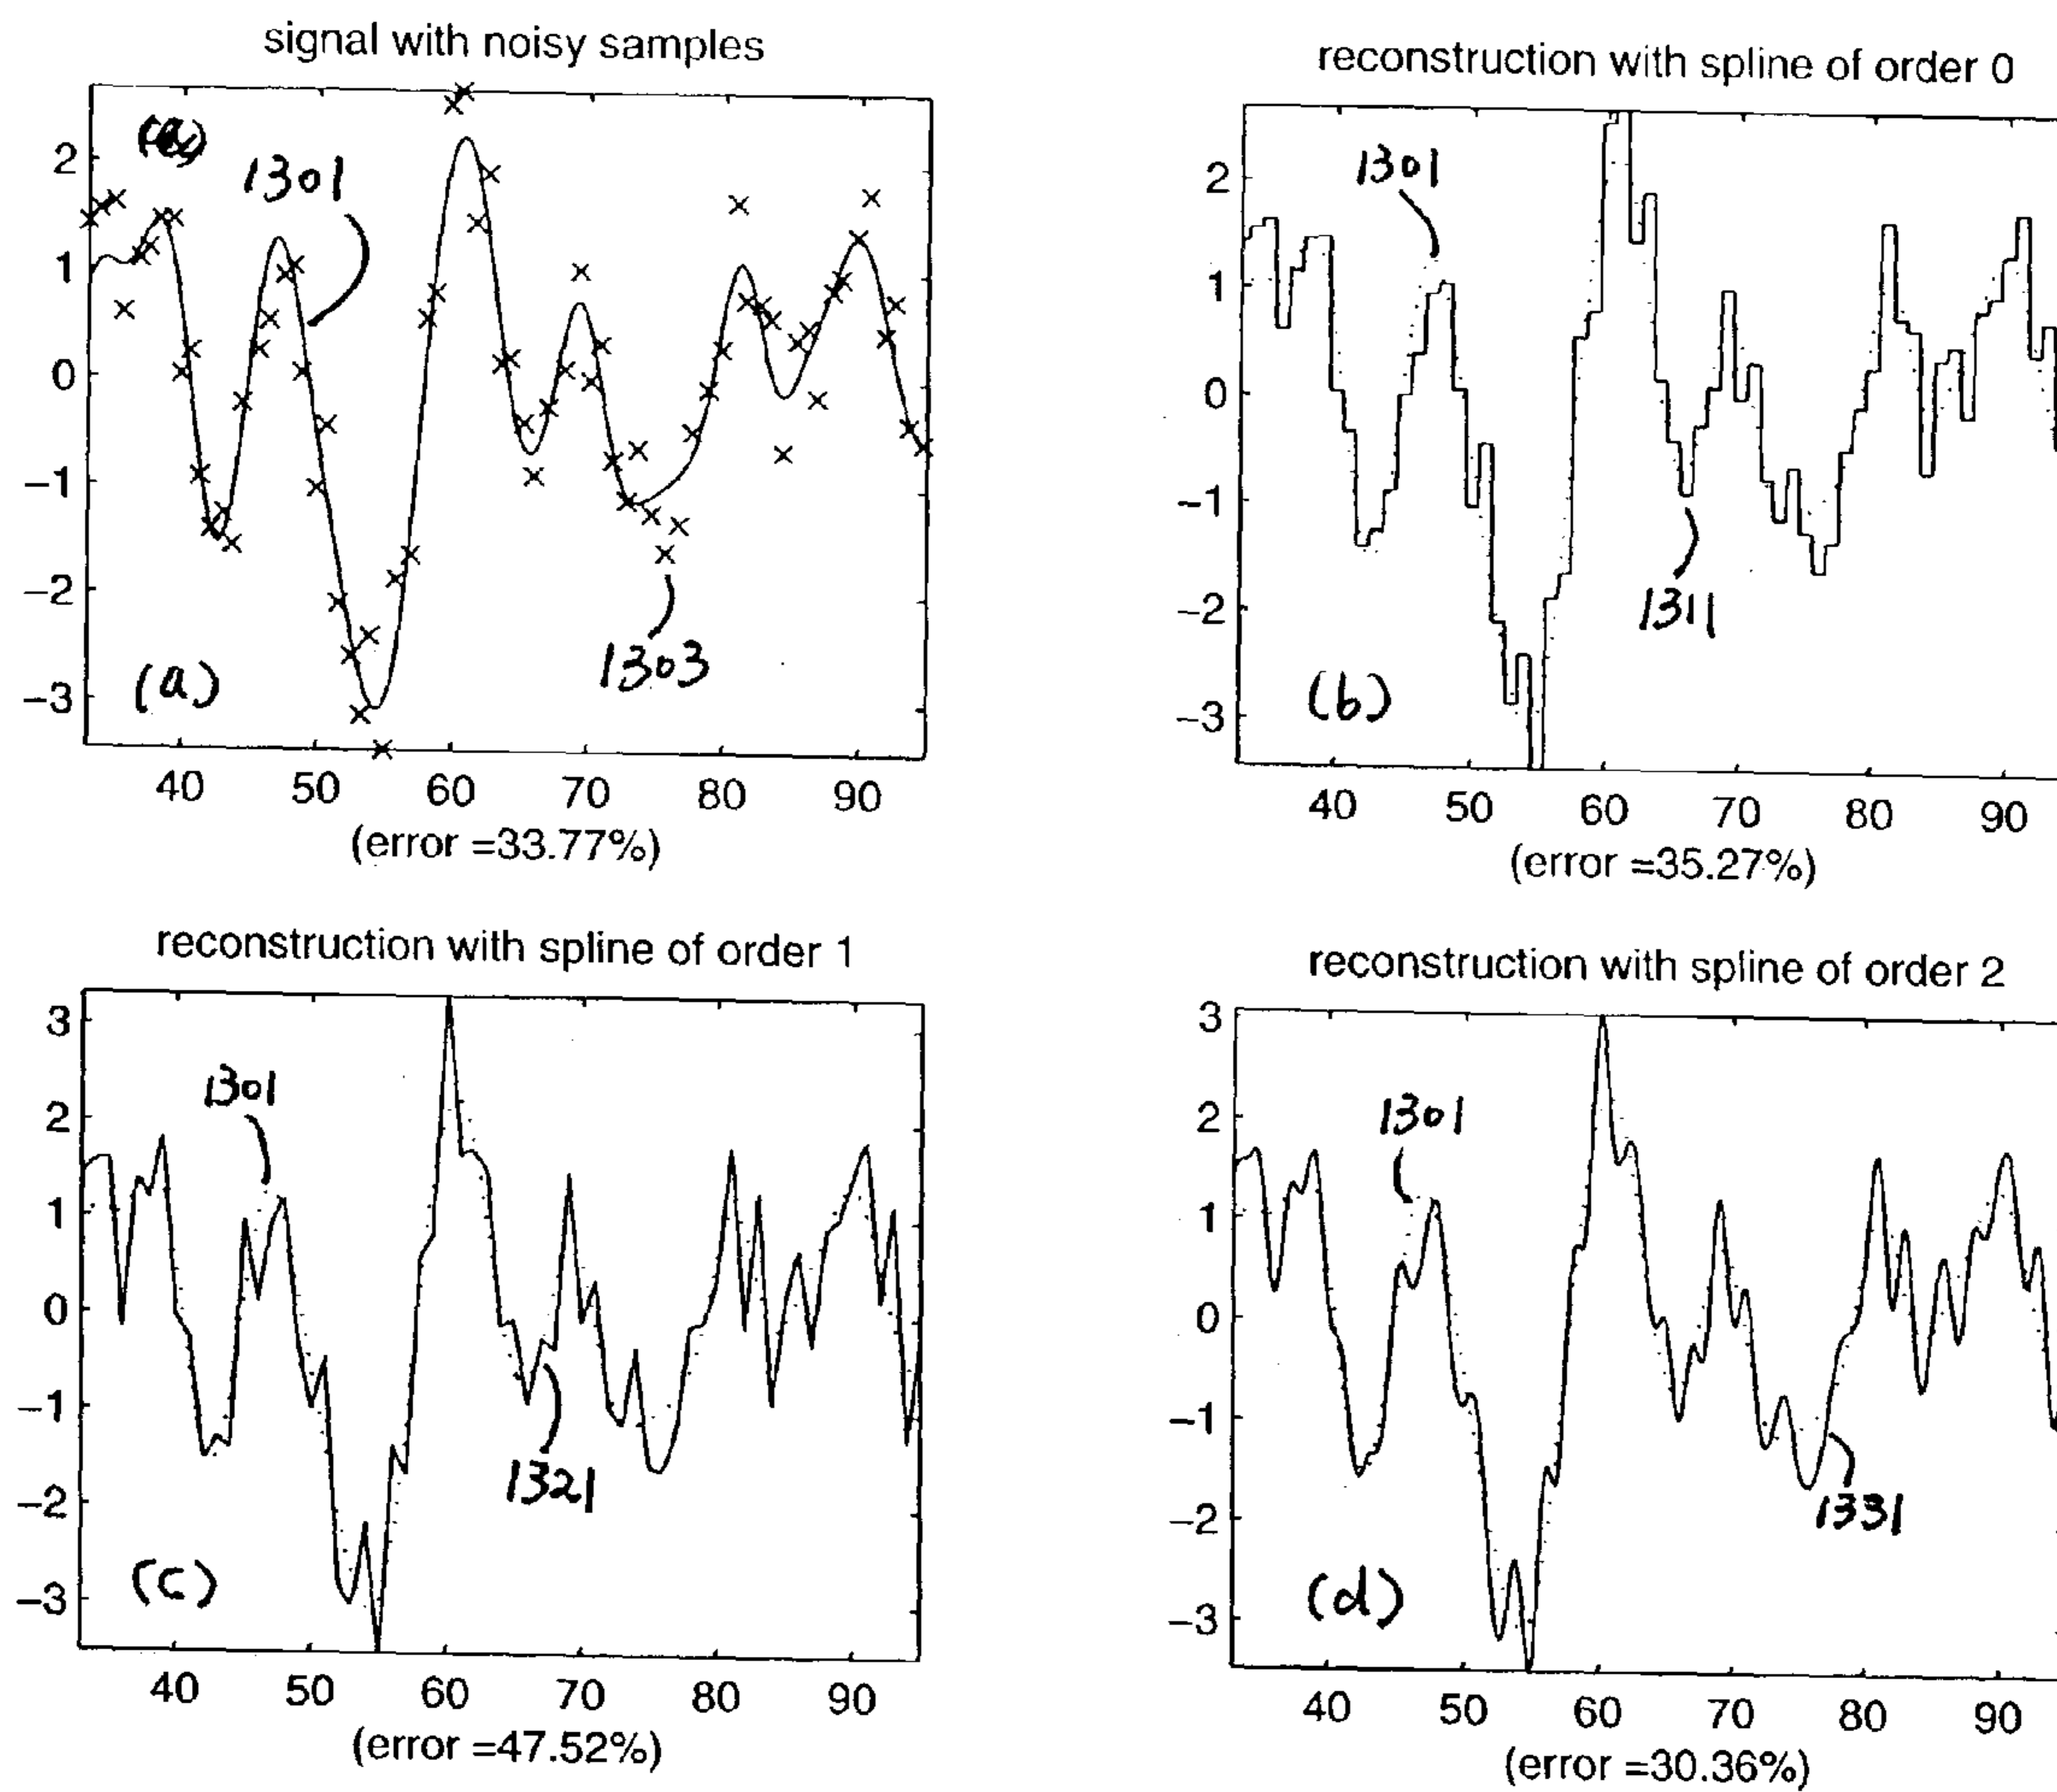 signal with noisy samples
2
1
0
−1
−2
−3
1301
1303
(a)
40 50 60 70 80 90
(error =33.77%)
reconstruction with spline of order 0
2
1
0
−1
−2
−3
1301
1311
(b)
40 50 60 70 80 90
(error =35.27%)
reconstruction with spline of order 1
3
2
1
0
−1
−2
−3
1301
1321
(c)
40 50 60 70 80 90
(error =47.52%)
reconstruction with spline of order 2
3
2
1
0
−1
−2
−3
1301
1331
(d)
40 50 60 70 80 90
(error =30.36%)